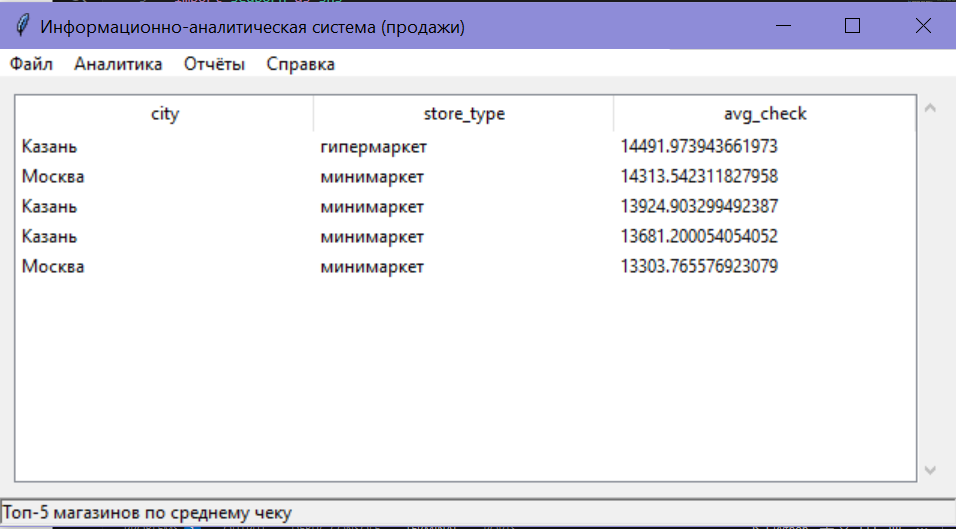 Информационно-аналитическая система (продажи)
Файл Аналитика Отчёты Справка
city store_type avg_check
Казань гипермаркет 14491.973943661973
Москва минимаркет 14313.542311827958
Казань минимаркет 13924.903299492387
Казань минимаркет 13681.200054054052
Москва минимаркет 13303.765576923079
Топ-5 магазинов по среднему чеку